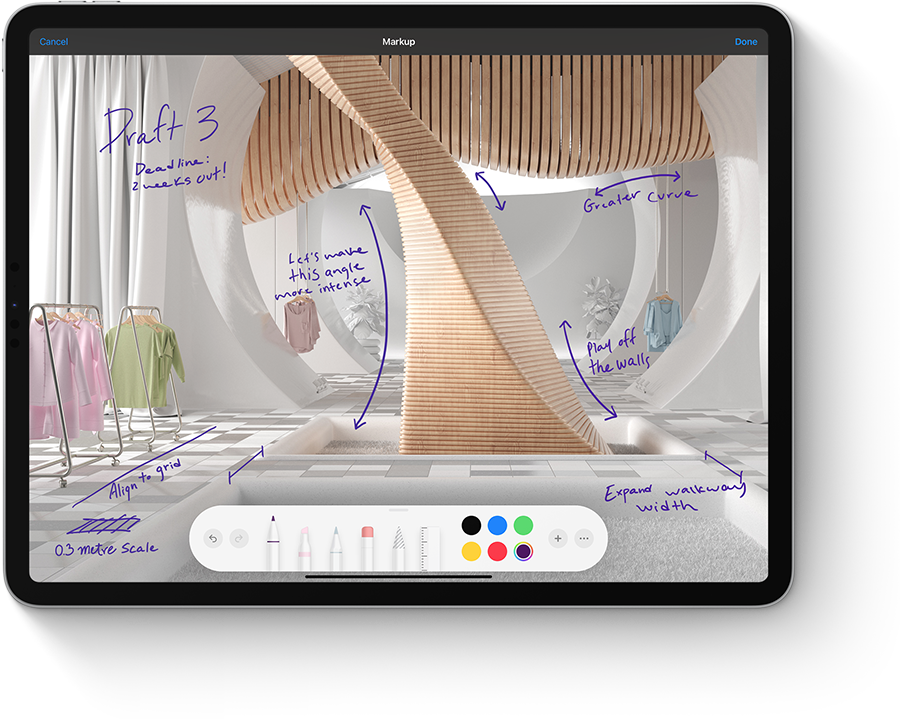 Cancel
Markup
Done
Draft 3
Deadline:
2 weeks out!
Greater curve
Let's make
this angle
more intense
Play off
the walls
Align to grid
Expand walkway
width
0.3 metre scale